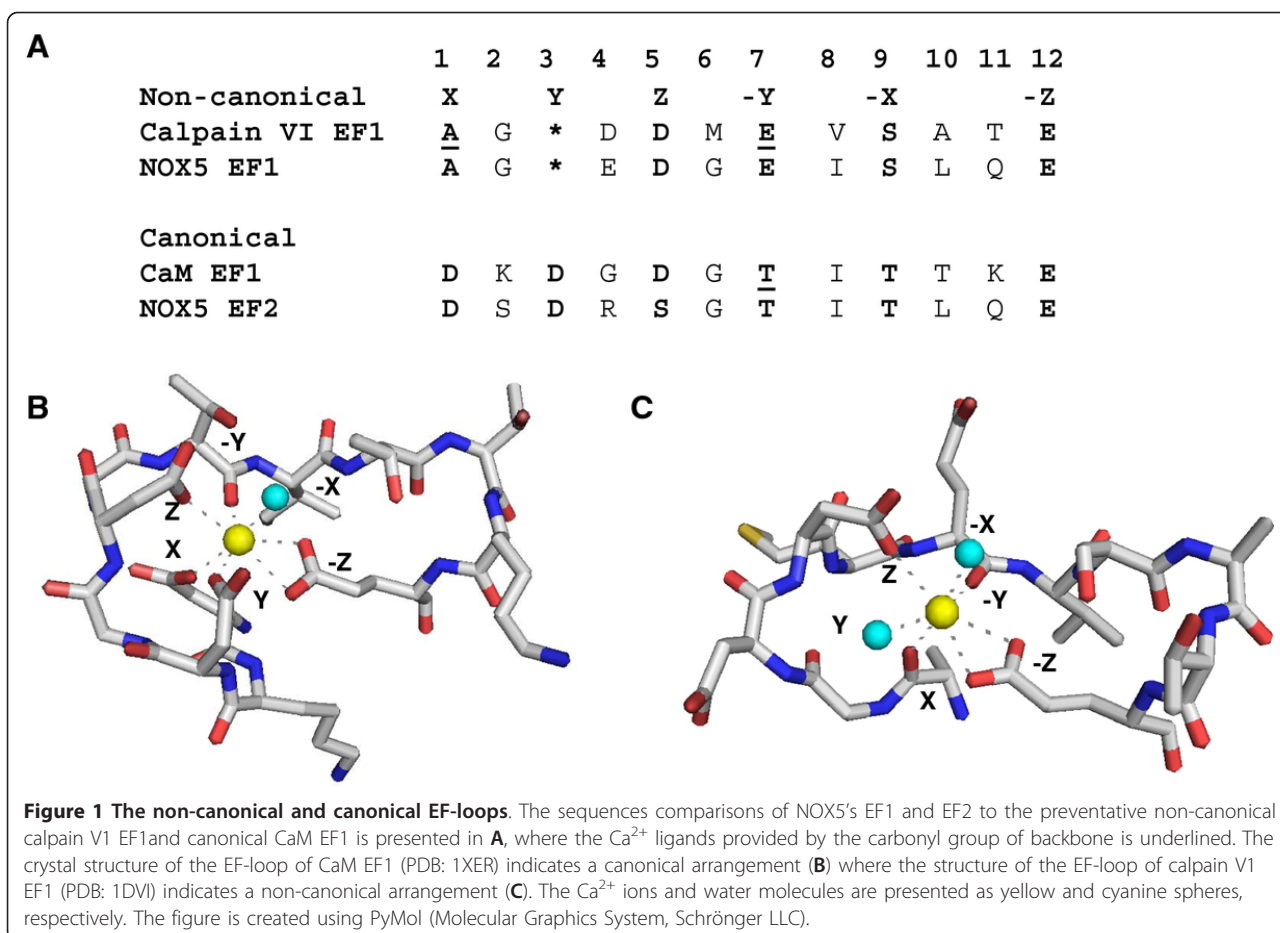 A
1 2 3 4 5 6 7 8 9 10 11 12
Non-canonical X Y Z -Y -X -Z
Calpain VI EF1 A G * D D M E V S A T E
NOX5 EF1 A G * E D G E I S L Q E
Canonical
CaM EF1 D K D G D G T I T T K E
NOX5 EF2 D S D R S G T I T L Q E
B
-Y
-X
Z
X
-Z
Y
C
-X
Z
-Y
Y
-Z
X
Figure 1 The non-canonical and canonical EF-loops. The sequences comparisons of NOX5's EF1 and EF2 to the preventative non-canonical
calpain V1 EF1and canonical CaM EF1 is presented in A, where the Ca2+ ligands provided by the carbonyl group of backbone is underlined. The
crystal structure of the EF-loop of CaM EF1 (PDB: 1XER) indicates a canonical arrangement (B) where the structure of the EF-loop of calpain V1
EF1 (PDB: 1DVI) indicates a non-canonical arrangement (C). The Ca2+ ions and water molecules are presented as yellow and cyanine spheres,
respectively. The figure is created using PyMol (Molecular Graphics System, Schrönger LLC).